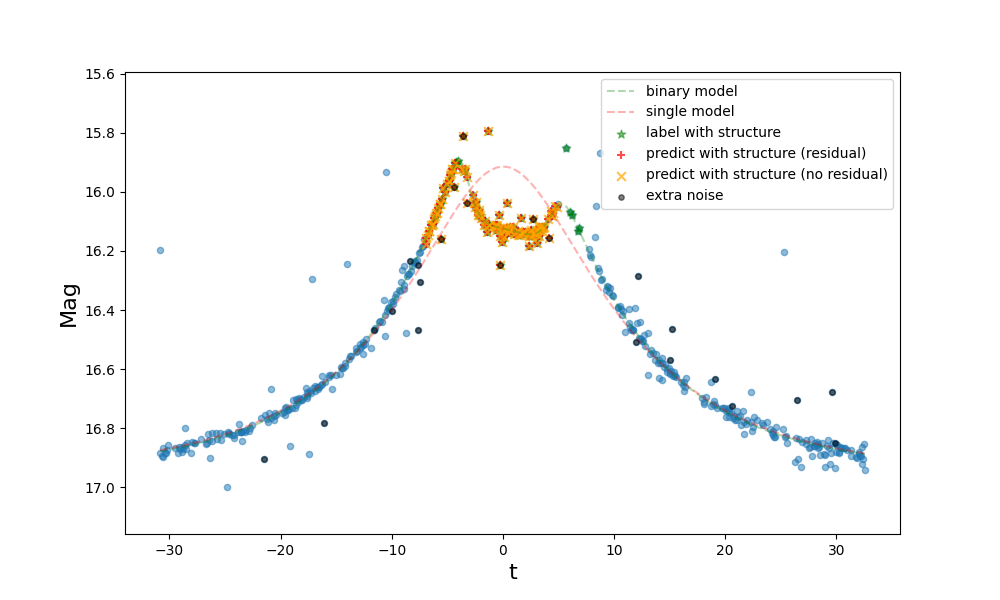 15.6
15.8
16.0
16.2
16.4
16.6
16.8
17.0
Mag
binary model
single model
label with structure
predict with structure (residual)
predict with structure (no residual)
extra noise
−30
−20
−10
0
10
20
30
t